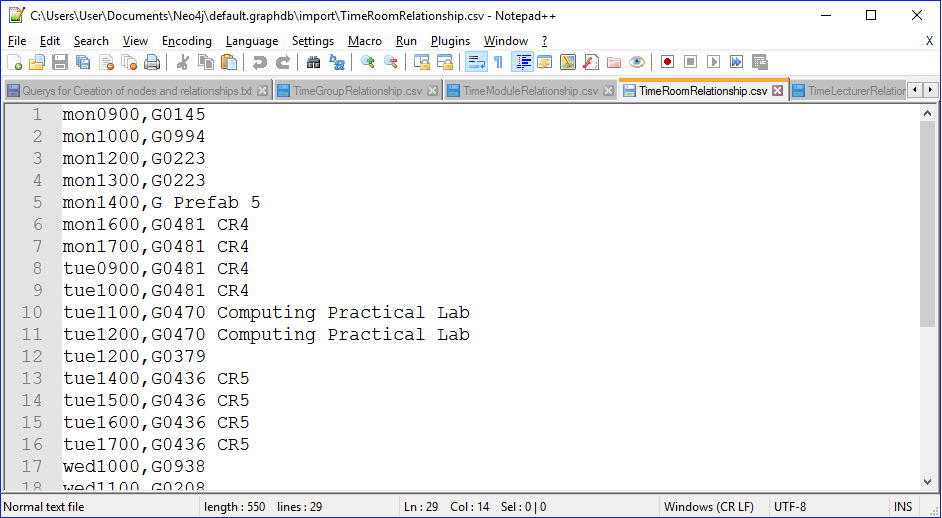 C:\Users\User\Documents\Neo4j\default.graphdb\import\TimeRoomRelationship.csv - Notepad++
File Edit Search View Encoding Language Settings Macro Run Plugins Window ? X
Querys for Creation of nodes and relationships.txt TimeGroupRelationship.csv TimeModuleRelationship.csv TimeRoomRelationship.csv TimeLecturerRelation
1 mon0900,G0145
2 mon1000,G0994
3 mon1200,G0223
4 mon1300,G0223
5 mon1400,G Prefab 5
6 mon1600,G0481 CR4
7 mon1700,G0481 CR4
8 tue0900,G0481 CR4
9 tue1000,G0481 CR4
10 tue1100,G0470 Computing Practical Lab
11 tue1200,G0470 Computing Practical Lab
12 tue1200,G0379
13 tue1400,G0436 CR5
14 tue1500,G0436 CR5
15 tue1600,G0436 CR5
16 tue1700,G0436 CR5
17 wed1000,G0938
18 wed1100,G0208
Normal text file length : 550 lines : 29 Ln : 29 Col : 14 Sel : 0 | 0 Windows (CR LF) UTF-8 INS